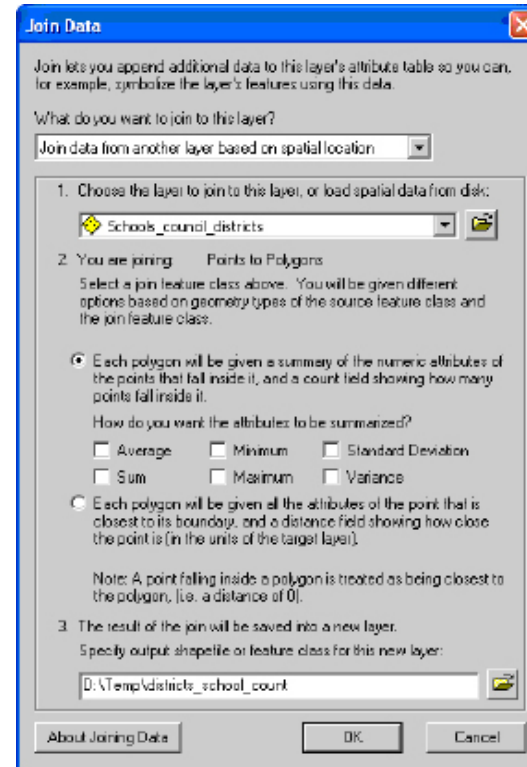 Join Data
Join lets you append additional data to this layer's attribute table so you can,
for example, symbolize the layer's features using this data.
What do you want to join to this layer?
Join data from another layer based on spatial location
1. Choose the layer to join to this layer, or load spatial data from disk:
Schools_council_districts
2. You are joining: Points to Polygons
Select a join feature class above. You will be given different
options based on geometry types of the source feature class and
the join feature class.
Each polygon will be given a summary of the numeric attributes of
the points that fall inside it, and a count field showing how many
points fall inside it.
How do you want the attributes to be summarized?
Average Minimum Standard Deviation
Sum Maximum Variance
Each polygon will be given all the attributes of the point that is
closest to its boundary, and a distance field showing how close
the point is (in the units of the target layer).
Note: A point falling inside a polygon is treated as being closest to
the polygon, (i.e. a distance of 0).
3. The result of the join will be saved into a new layer.
Specify output shapefile or feature class for this new layer:
D:\Temp\districts_school_count
About Joining Data OK Cancel